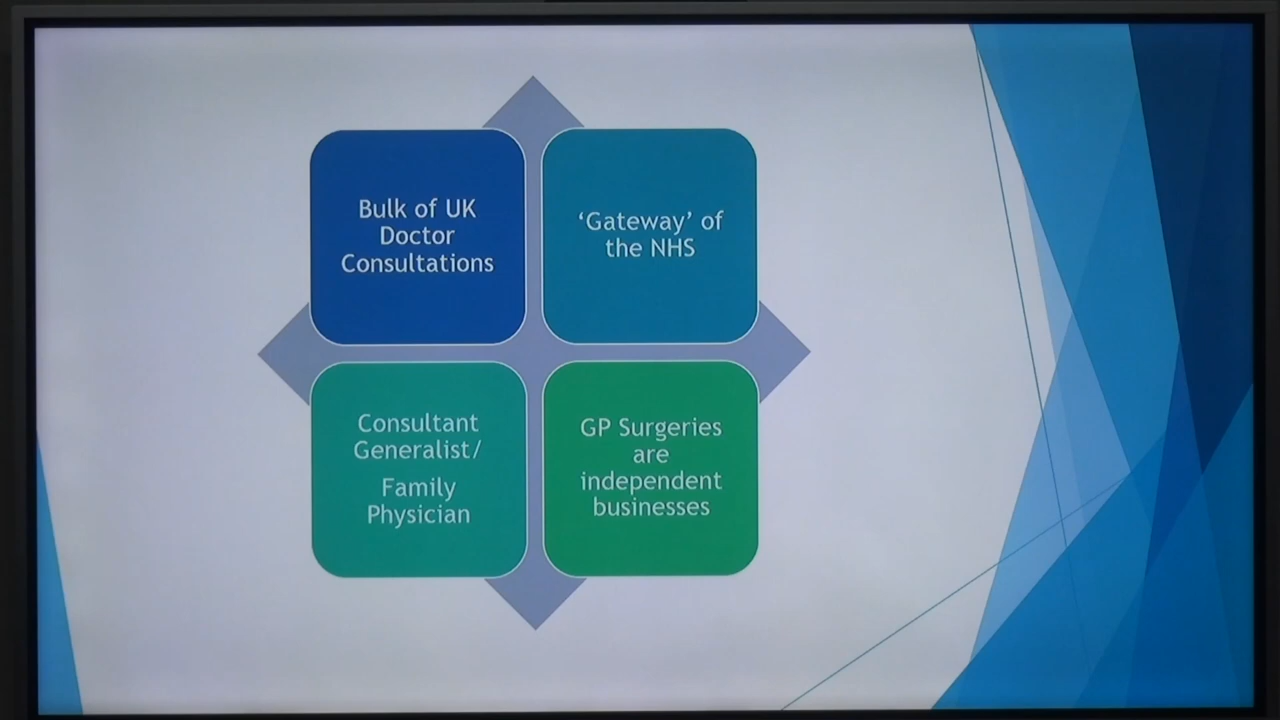 Bulk of UK
Doctor
Consultations
‘Gateway’ of
the NHS
Consultant
Generalist/
Family
Physician
GP Surgeries
are
independent
businesses